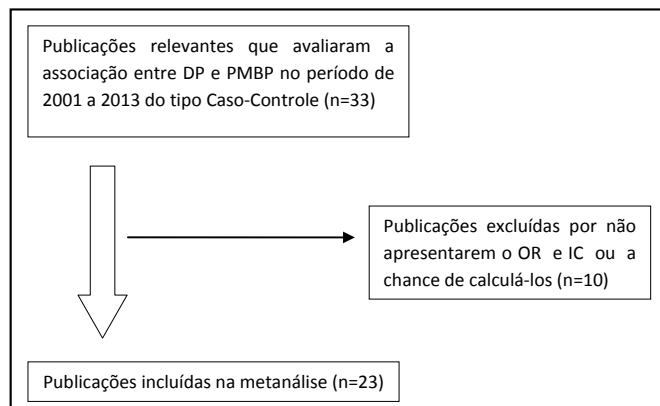 Publicações relevantes que avaliaram a
associação entre DP e PMBP no período de
2001 a 2013 do tipo Caso-Controle (n=33)
Publicações excluídas por não
apresentarem o OR e IC ou a
chance de calculá-los (n=10)
Publicações incluídas na metanálise (n=23)